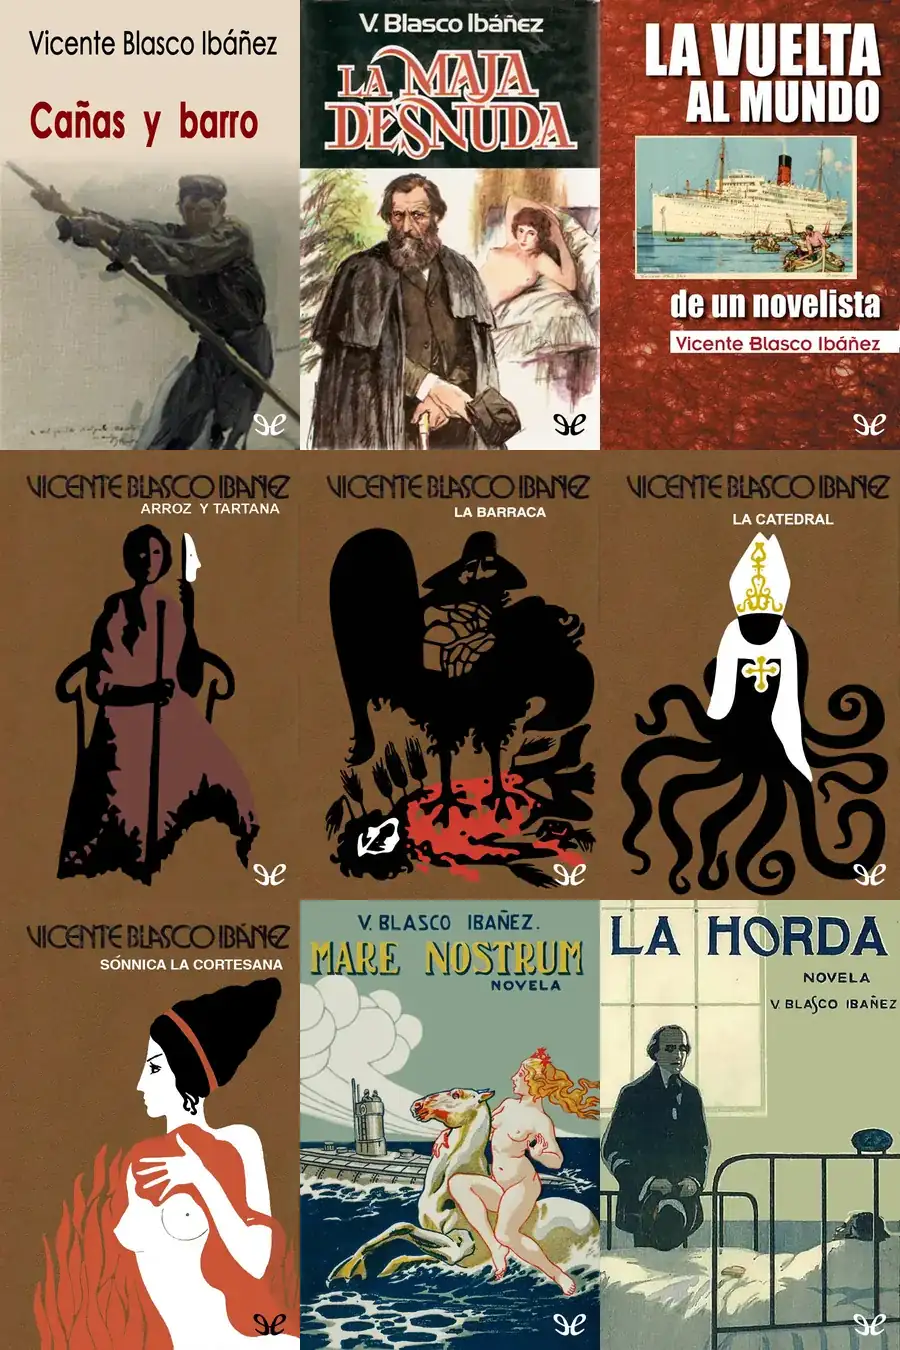 Vicente Blasco Ibáñez
Cañas y barro
V. Blasco Ibáñez
LA MAJA
DESNUDA
LA VUELTA
AL MUNDO
de un novelista
Vicente Blasco Ibáñez
VICENTE BLASCO IBAÑEZ
ARROZ Y TARTANA
VICENTE BLASCO IBAÑEZ
LA BARRACA
VICENTE BLASCO IBAÑEZ
LA CATEDRAL
VICENTE BLASCO IBÁÑEZ
SÓNNICA LA CORTESANA
V. BLASCO IBAÑEZ.
MARE NOSTRUM
NOVELA
LA HORDA
NOVELA
V. BLASCO IBAÑEZ